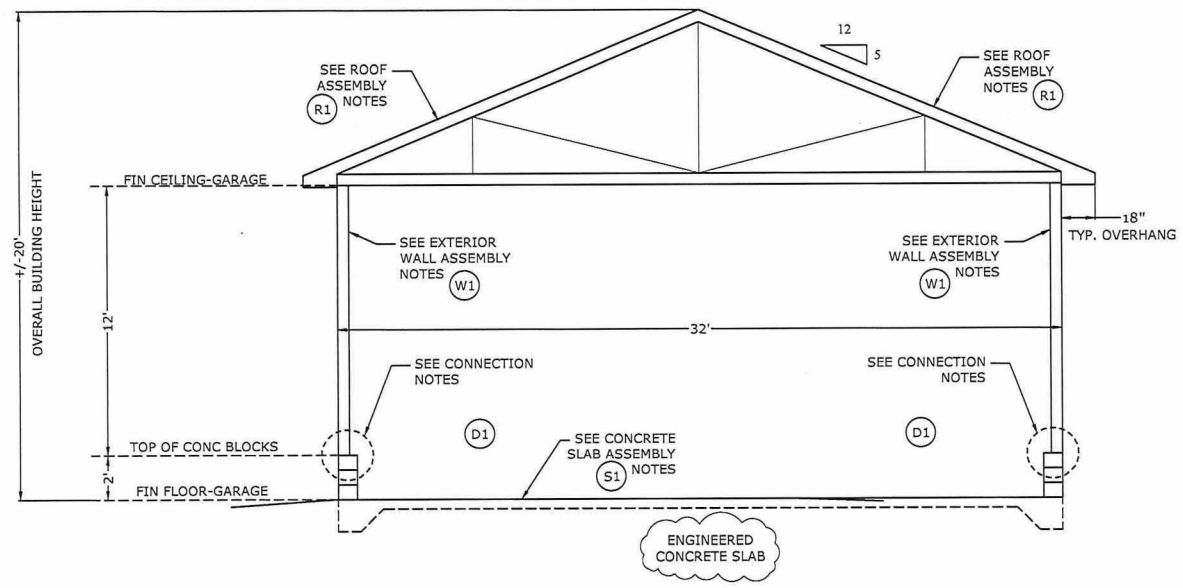 12
5
SEE ROOF
ASSEMBLY
NOTES
R1
SEE ROOF
ASSEMBLY
NOTES
R1
FIN CEILING-GARAGE
+/-20'
OVERALL BUILDING HEIGHT
18"
TYP. OVERHANG
SEE EXTERIOR
WALL ASSEMBLY
NOTES
W1
SEE EXTERIOR
WALL ASSEMBLY
NOTES
W1
12'
32'
SEE CONNECTION
NOTES
SEE CONNECTION
NOTES
D1
D1
TOP OF CONC BLOCKS
SEE CONCRETE
SLAB ASSEMBLY
NOTES
S1
2'
FIN FLOOR-GARAGE
ENGINEERED
CONCRETE SLAB